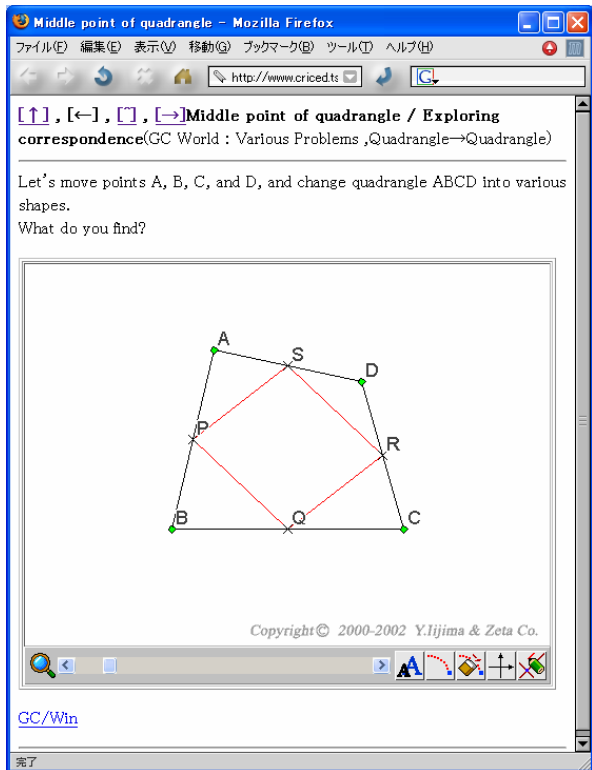 Middle point of quadrangle - Mozilla Firefox
ファイル(F) 編集(E) 表示(V) 移動(G) ブックマーク(B) ツール(T) ヘルプ(H)
http://www.criced.ts
G
[↑] , [←] , [¨] , [→]Middle point of quadrangle / Exploring
correspondence(GC World : Various Problems ,Quadrangle→Quadrangle)
Let's move points A, B, C, and D, and change quadrangle ABCD into various
shapes.
What do you find?
A
S
D
P
R
B
Q
C
Copyright© 2000-2002 Y.Iijima & Zeta Co.
AA
GC/Win
完了